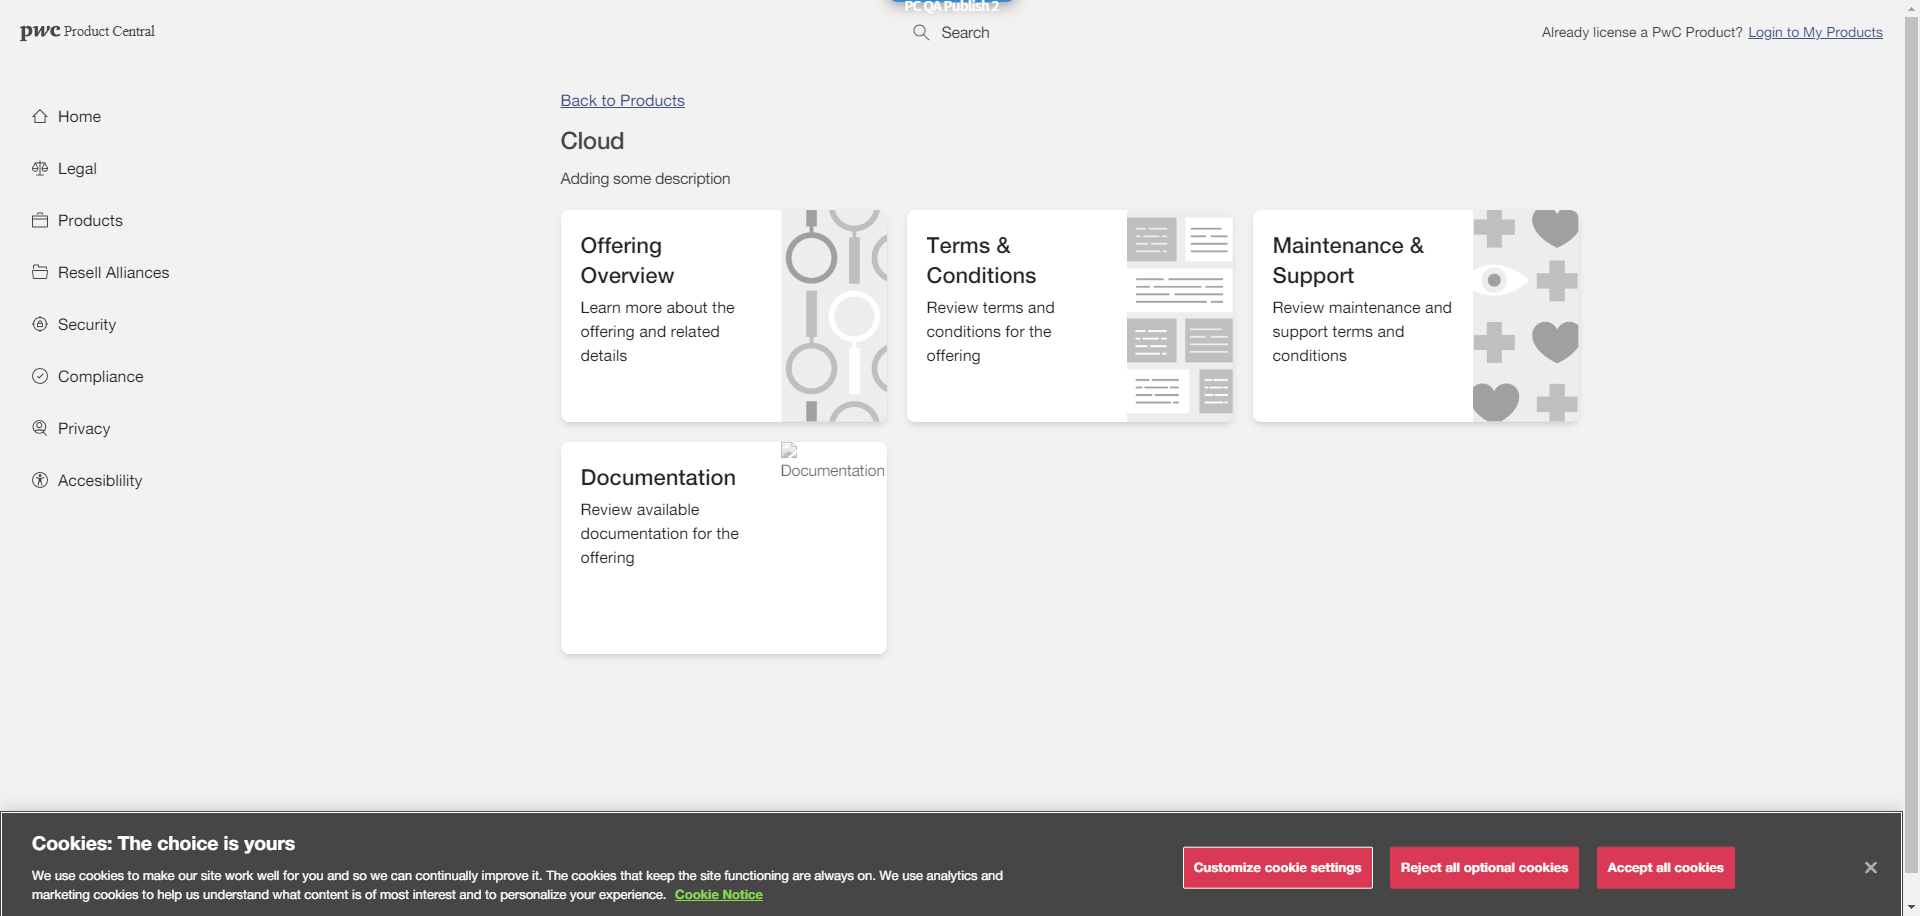 PC QA Publish 2
pwc Product Central
Search
Already license a PwC Product? Login to My Products
Home
Legal
Products
Resell Alliances
Security
Compliance
Privacy
Accesiblility
Back to Products
Cloud
Adding some description
Offering
Overview
Learn more about the
offering and related
details
Terms &
Conditions
Review terms and
conditions for the
offering
Maintenance &
Support
Review maintenance and
support terms and
conditions
Documentation
Review available
documentation for the
offering
Documentation
Cookies: The choice is yours
We use cookies to make our site work well for you and so we can continually improve it. The cookies that keep the site functioning are always on. We use analytics and
marketing cookies to help us understand what content is of most interest and to personalize your experience. Cookie Notice
Customize cookie settings
Reject all optional cookies
Accept all cookies